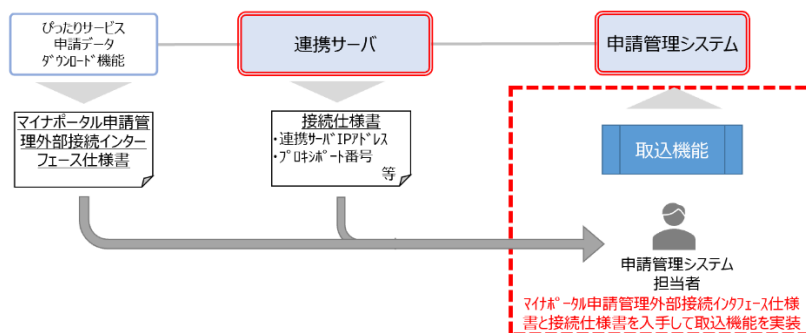 ぴったりサービス
申請データ
ダウンロード機能
連携サーバ
申請管理システム
マイナポータル申請管
理外部接続インター
フェース仕様書
接続仕様書
・連携サーバIPアドレス
・プロキシポート番号
等
取込機能
申請管理システム
担当者
マイナポータル申請管理外部接続インタフェース仕様
書と接続仕様書を入手して取込機能を実装